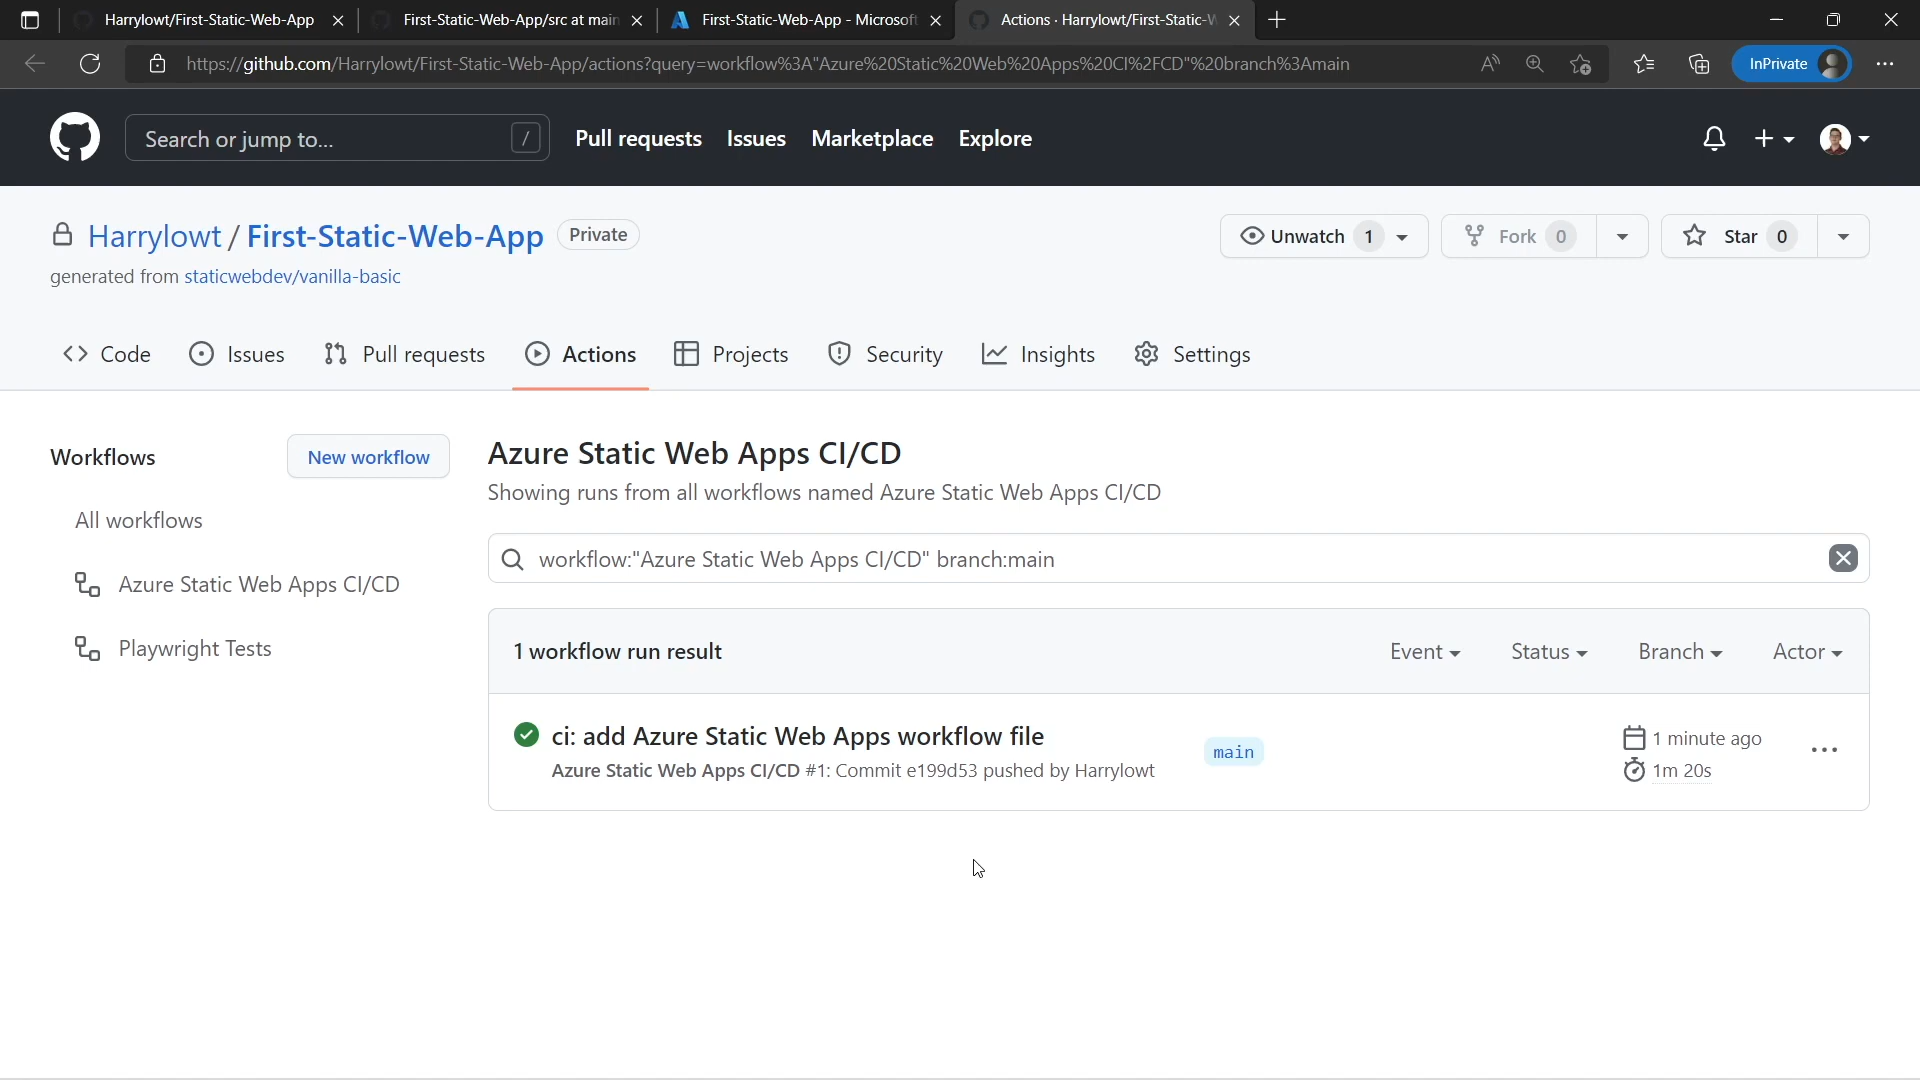 Harrylowt/First-Static-Web-App
First-Static-Web-App/src at main
First-Static-Web-App - Microsoft
Actions · Harrylowt/First-Static-W
https://github.com/Harrylowt/First-Static-Web-App/actions?query=workflow%3A"Azure%20Static%20Web%20Apps%20CI%2FCD"%20branch%3Amain
InPrivate
Search or jump to...
/
Pull requests
Issues
Marketplace
Explore
Harrylowt / First-Static-Web-App
Private
Unwatch 1
Fork 0
Star 0
generated from staticwebdev/vanilla-basic
Code
Issues
Pull requests
Actions
Projects
Security
Insights
Settings
Workflows
New workflow
All workflows
Azure Static Web Apps CI/CD
Playwright Tests
Azure Static Web Apps CI/CD
Showing runs from all workflows named Azure Static Web Apps CI/CD
workflow:"Azure Static Web Apps CI/CD" branch:main
1 workflow run result
Event
Status
Branch
Actor
ci: add Azure Static Web Apps workflow file
Azure Static Web Apps CI/CD #1: Commit e199d53 pushed by Harrylowt
main
1 minute ago
1m 20s